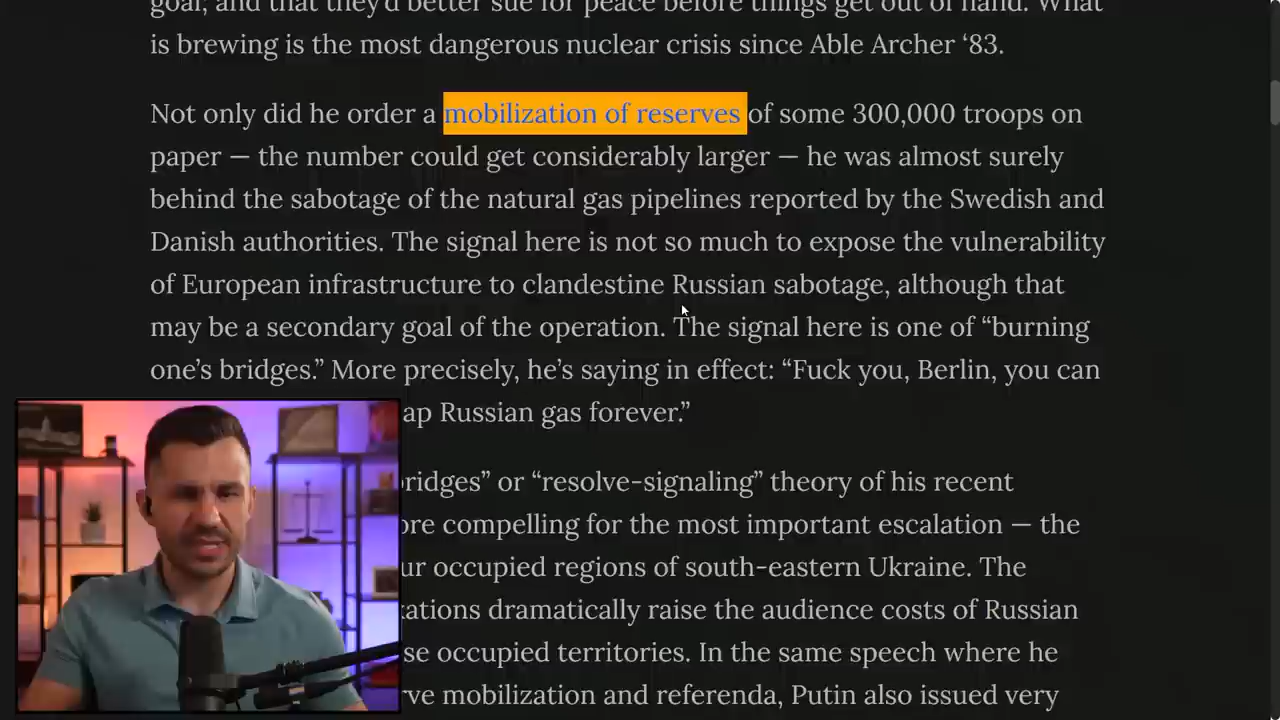 goal; and that they'd better sue for peace before things get out of hand. What
is brewing is the most dangerous nuclear crisis since Able Archer ‘83.
Not only did he order a mobilization of reserves of some 300,000 troops on
paper — the number could get considerably larger — he was almost surely
behind the sabotage of the natural gas pipelines reported by the Swedish and
Danish authorities. The signal here is not so much to expose the vulnerability
of European infrastructure to clandestine Russian sabotage, although that
may be a secondary goal of the operation. The signal here is one of “burning
one’s bridges.” More precisely, he’s saying in effect: “Fuck you, Berlin, you can
ap Russian gas forever.”
bridges” or “resolve-signaling” theory of his recent
ore compelling for the most important escalation — the
ur occupied regions of south-eastern Ukraine. The
xations dramatically raise the audience costs of Russian
se occupied territories. In the same speech where he
rve mobilization and referenda, Putin also issued very